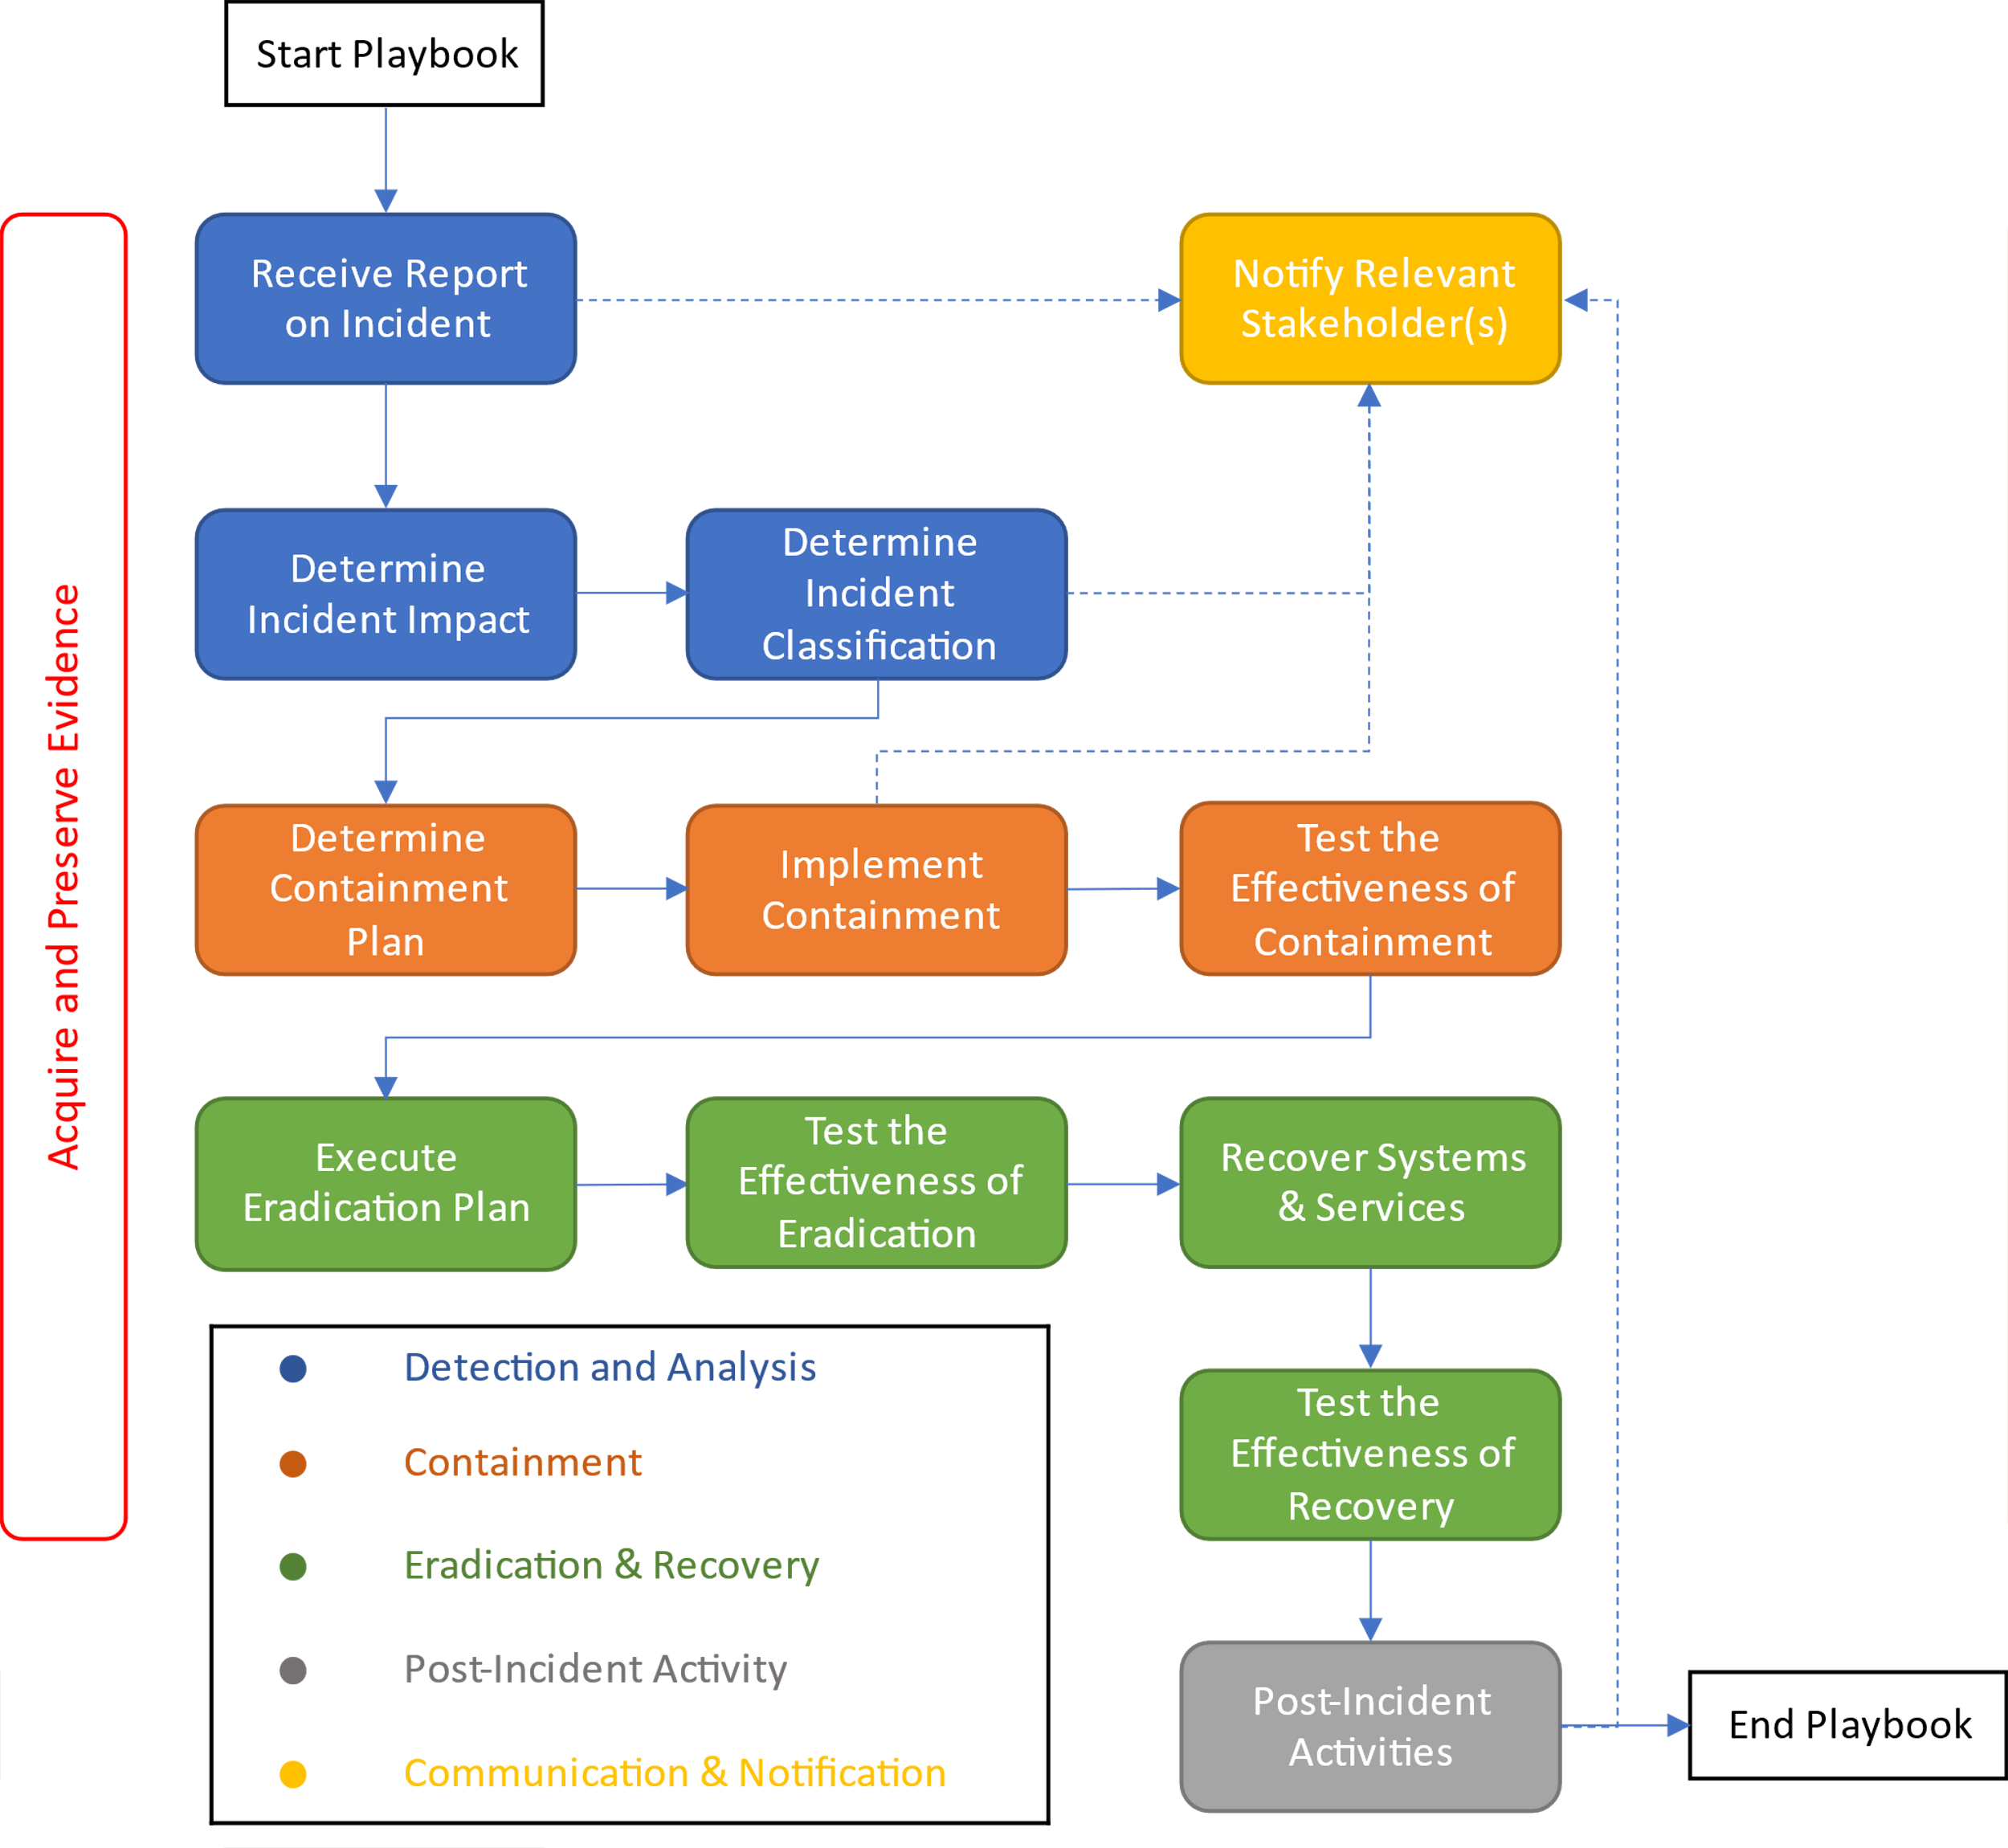 Start Playbook
Acquire and Preserve Evidence
Receive Report
on Incident
Notify Relevant
Stakeholder(s)
Determine
Incident Impact
Determine
Incident
Classification
Determine
Containment
Plan
Implement
Containment
Test the
Effectiveness of
Containment
Execute
Eradication Plan
Test the
Effectiveness of
Eradication
Recover Systems
& Services
Test the
Effectiveness of
Recovery
Post-Incident
Activities
End Playbook
Detection and Analysis
Containment
Eradication & Recovery
Post-Incident Activity
Communication & Notification